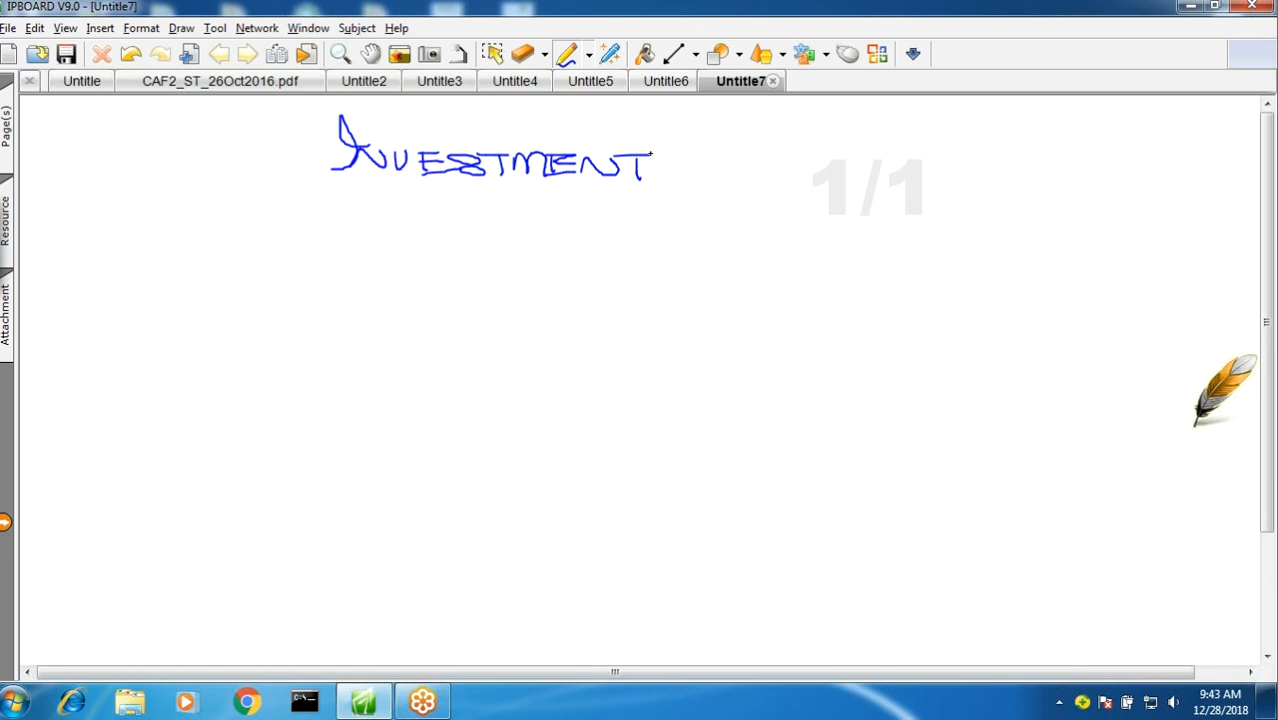 IPBOARD V9.0 - [Untitle7]
File Edit View Insert Format Draw Tool Network Window Subject Help
Untitle CAF2_ST_26Oct2016.pdf Untitle2 Untitle3 Untitle4 Untitle5 Untitle6 Untitle7
Page(s)
Resource
Attachment
INVESTMENT
1/1
9:43 AM
12/28/2018